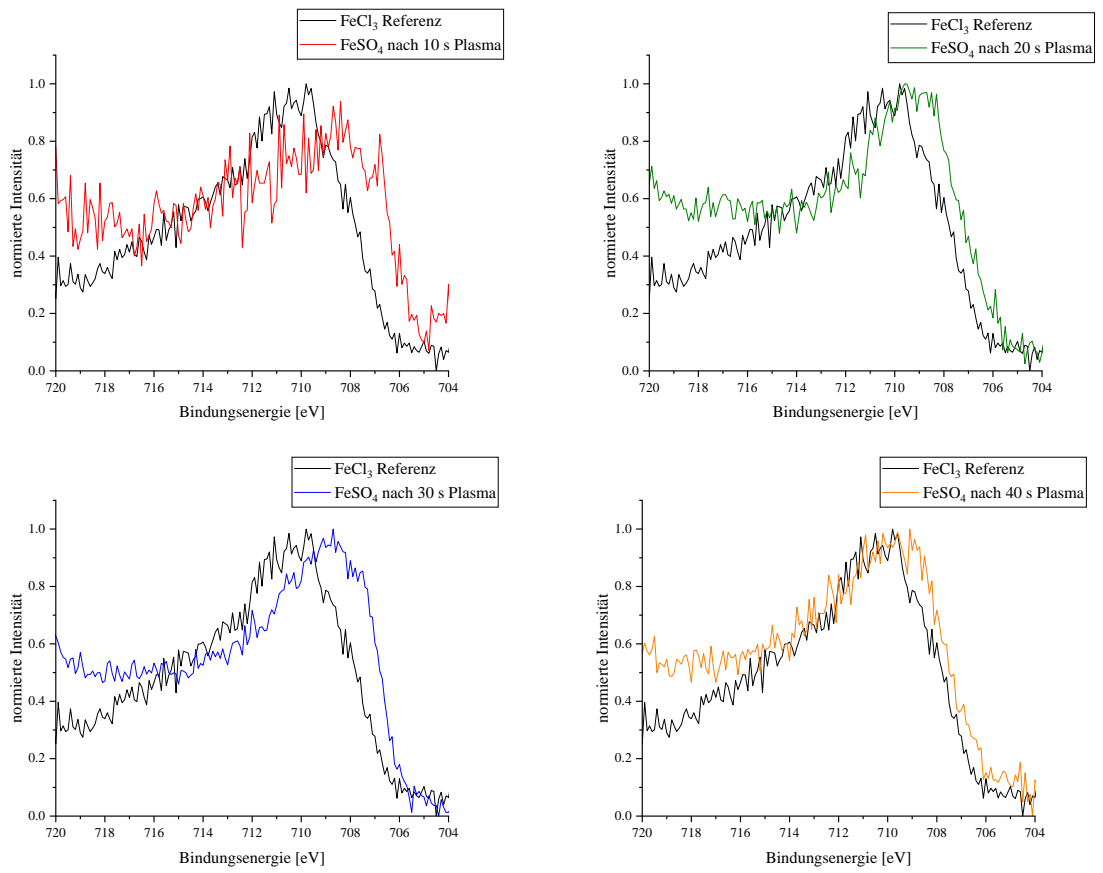 FeCl₃ Referenz
FeSO₄ nach 10 s Plasma
1.0
0.8
0.6
0.4
0.2
0.0
normierte Intensität
720 718 716 714 712 710 708 706 704
Bindungsenergie [eV]
FeCl₃ Referenz
FeSO₄ nach 20 s Plasma
1.0
0.8
0.6
0.4
0.2
0.0
normierte Intensität
720 718 716 714 712 710 708 706 704
Bindungsenergie [eV]
FeCl₃ Referenz
FeSO₄ nach 30 s Plasma
1.0
0.8
0.6
0.4
0.2
0.0
normierte Intensität
720 718 716 714 712 710 708 706 704
Bindungsenergie [eV]
FeCl₃ Referenz
FeSO₄ nach 40 s Plasma
1.0
0.8
0.6
0.4
0.2
0.0
normierte Intensität
720 718 716 714 712 710 708 706 704
Bindungsenergie [eV]